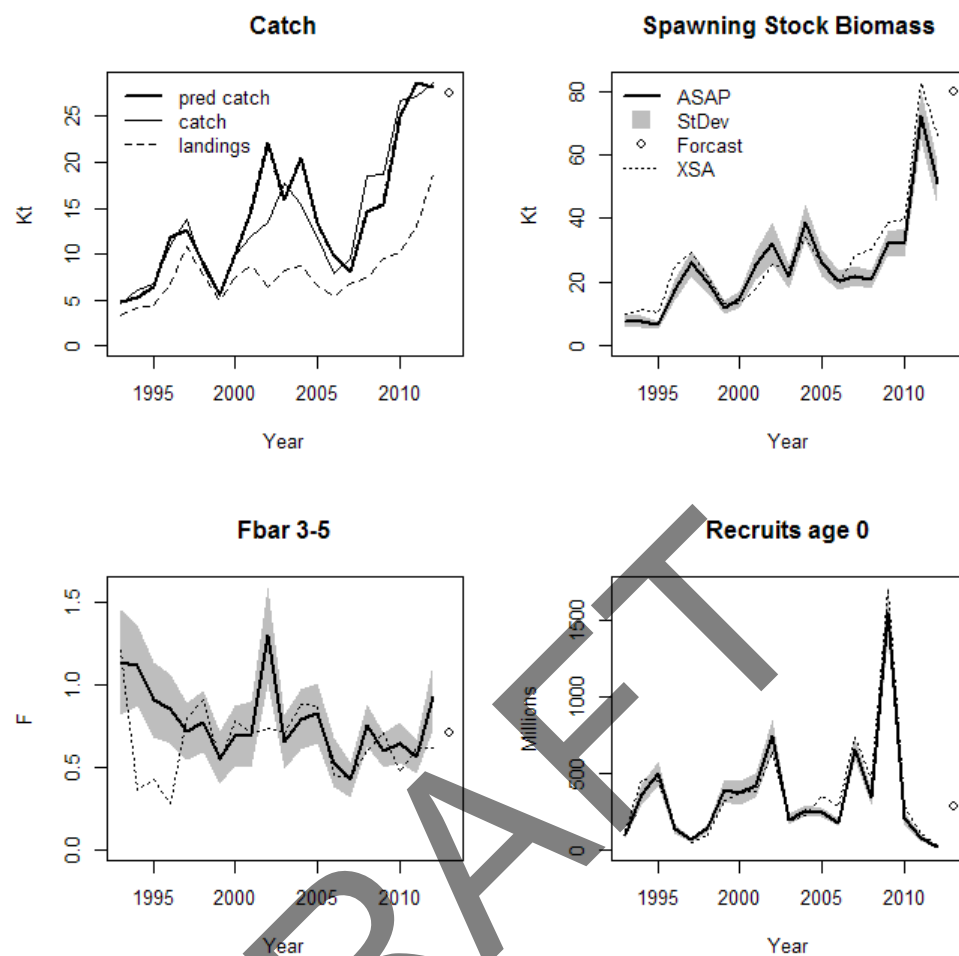 Catch
pred catch
catch
landings
Kt
0
5
10
15
20
25
1995
2000
2005
2010
Year
Spawning Stock Biomass
ASAP
StDev
Forcast
XSA
Kt
0
20
40
60
80
1995
2000
2005
2010
Year
Fbar 3-5
F
0.0
0.5
1.0
1.5
1995
2000
2005
2010
Year
Recruits age 0
Millions
0
500
1000
1500
1995
2000
2005
2010
Year
RAFT